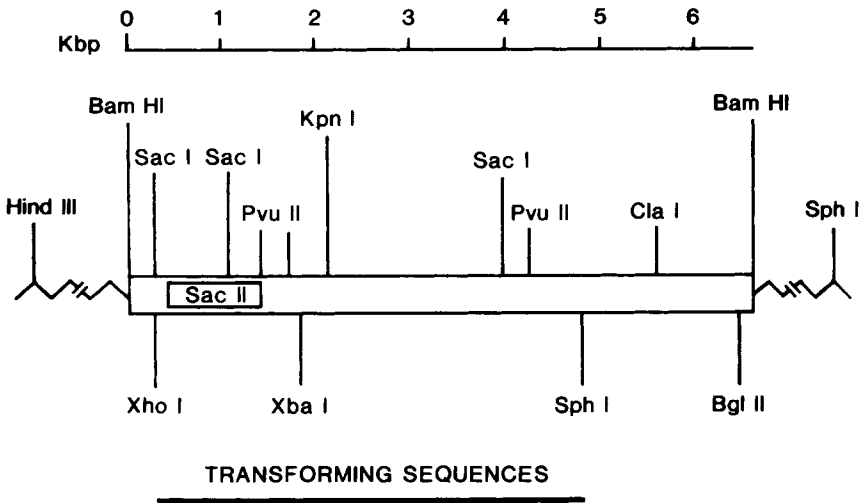 0 1 2 3 4 5 6
Kbp
Bam HI Bam HI
Kpn I
Sac I Sac I Sac I
Hind III Pvu II Pvu II Cla I Sph I
Sac II
Xho I Xba I Sph I Bgl II
TRANSFORMING SEQUENCES